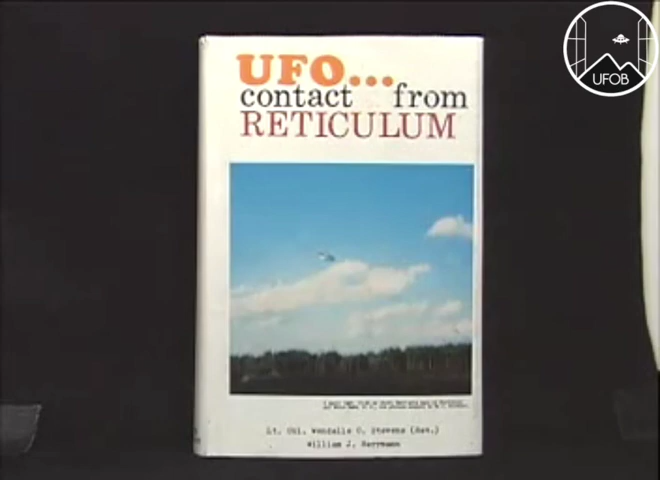 UFO...
contact from
RETICULUM
Lt. Col. Wendelle C. Stevens (Ret.)
William J. Herrmann
UFOB